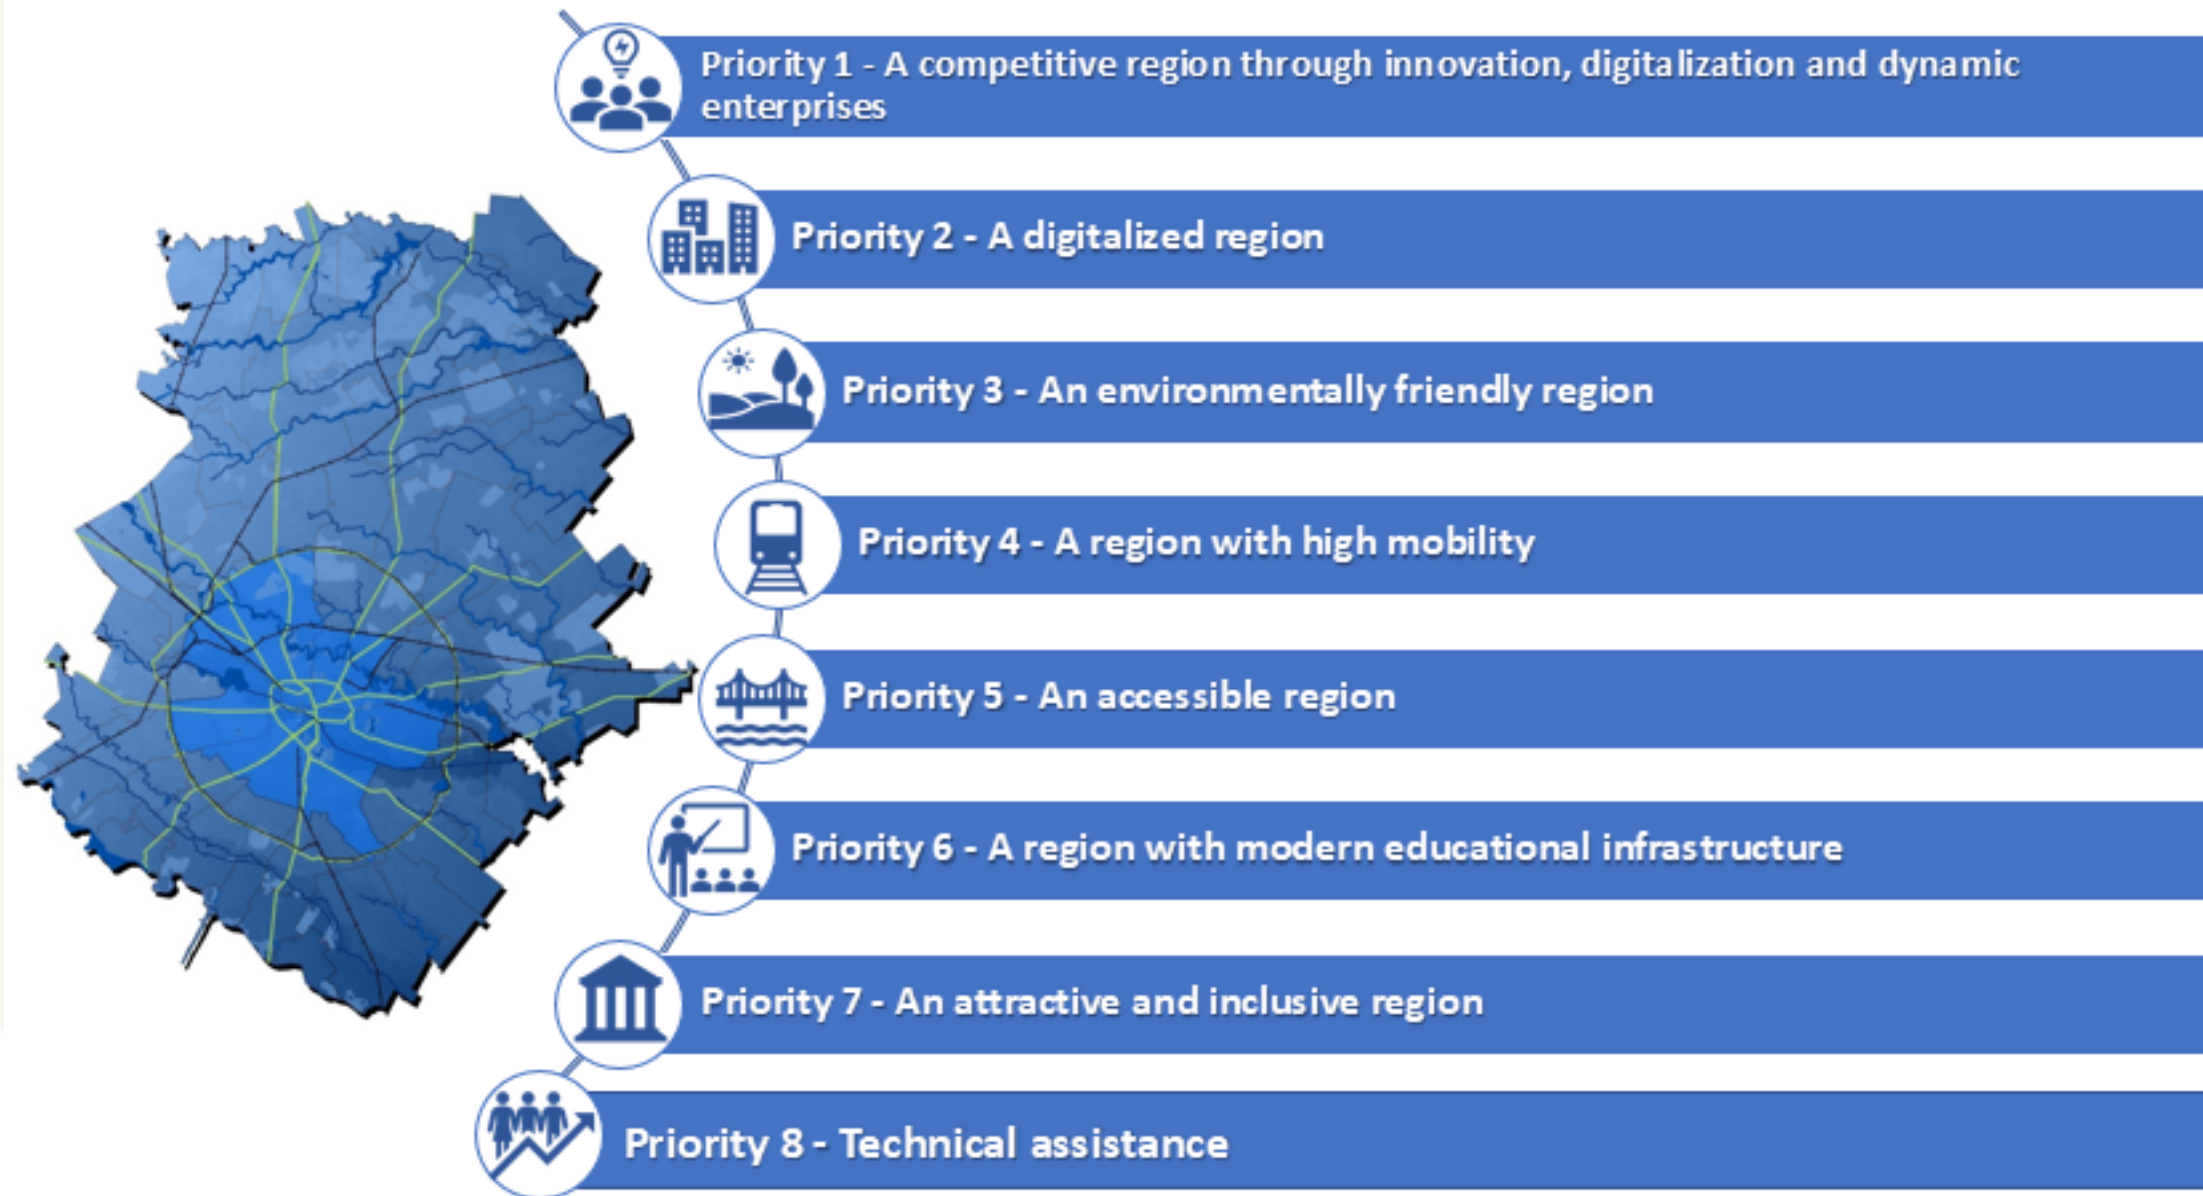 Priority 1 - A competitive region through innovation, digitalization and dynamic
enterprises
Priority 2 - A digitalized region
Priority 3 - An environmentally friendly region
Priority 4 - A region with high mobility
Priority 5 - An accessible region
Priority 6 - A region with modern educational infrastructure
Priority 7 - An attractive and inclusive region
Priority 8 - Technical assistance